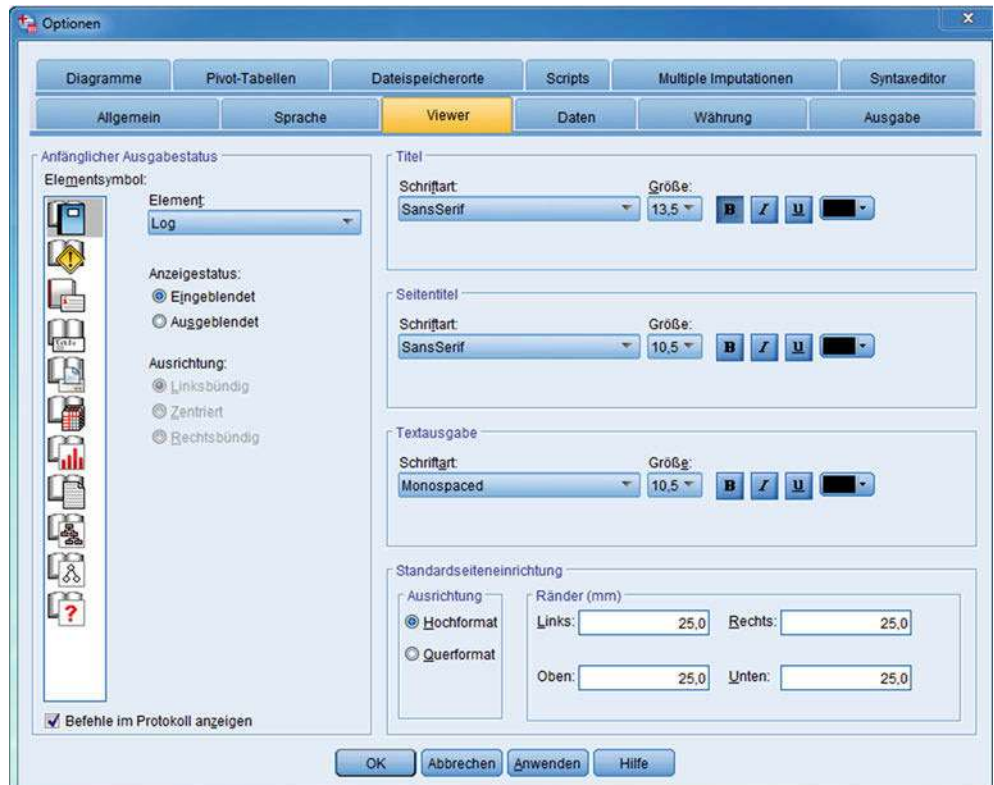 Optionen
Diagramme Pivot-Tabellen Dateispeicherorte Scripts Multiple Imputationen Syntaxeditor
Allgemein Sprache Viewer Daten Währung Ausgabe
Anfänglicher Ausgabestatus
Elementsymbol:
Element:
Log
Anzeigestatus:
Eingeblendet
Ausgeblendet
Ausrichtung:
Linksbündig
Zentriert
Rechtsbündig
Befehle im Protokoll anzeigen
Titel
Schriftart: Größe:
SansSerif 13,5 B I U
Seitentitel
Schriftart: Größe:
SansSerif 10,5 B I U
Textausgabe
Schriftart: Größe:
Monospaced 10,5 B I U
Standardseiteneinrichtung
Ausrichtung
Hochformat
Querformat
Ränder (mm)
Links: 25,0 Rechts: 25,0
Oben: 25,0 Unten: 25,0
OK Abbrechen Anwenden Hilfe